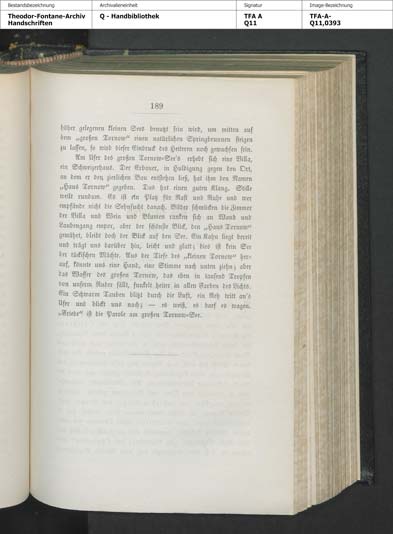 Bestandsbezeichnung
Archivalieneinheit
Signatur
Image-Bezeichnung
Theodor-Fontane-Archiv
Handschriften
Q - Handbibliothek
TFA A
Q11
TFA-A-
Q11,0393
189
höher gelegenen kleinen Sees benutzt sein wird, um mitten auf
dem „großen Tornow“ einen natürlichen Springbrunnen steigen
zu lassen, so wird dieser Eindruck des Heiteren noch gewachsen sein.
Am Ufer des großen Tornow-See's erhebt sich eine Villa,
ein Schweizerhaus. Der Erbauer, in Huldigung gegen den Ort,
an dem er den zierlichen Bau entstehen ließ, hat ihm den Namen
„Haus Tornow“ gegeben. Das hat einen guten Klang. Stille
weilt rundum. Es ist ein Platz für Rast und Ruhe und wer
empfände nicht die Sehnsucht danach. Bilder schmücken die Zimmer
der Villa und Wein und Blumen ranken sich an Wand und
Laubengang empor, aber der schönste Blick, den „Haus Tornow“
gewährt, bleibt doch der Blick auf den See. Ein Kahn liegt bereit
und trägt uns darüber hin, leicht und glatt; dies ist kein See
der tückischen Mächte. Aus der Tiefe des „kleinen Tornow“ her-
auf, könnte uns eine Hand, eine Stimme nach unten ziehn; aber
das Wasser des großen Tornow, das eben in tausend Tropfen
von unserm Ruder fällt, funkelt heiter in allen Farben des Lichts.
Ein Schwarm Tauben blitzt durch die Luft, ein Reh tritt an's
Ufer und blickt uns nach; — es weiß, es darf es wagen.
„Friede“ ist die Parole am großen Tornow-See.